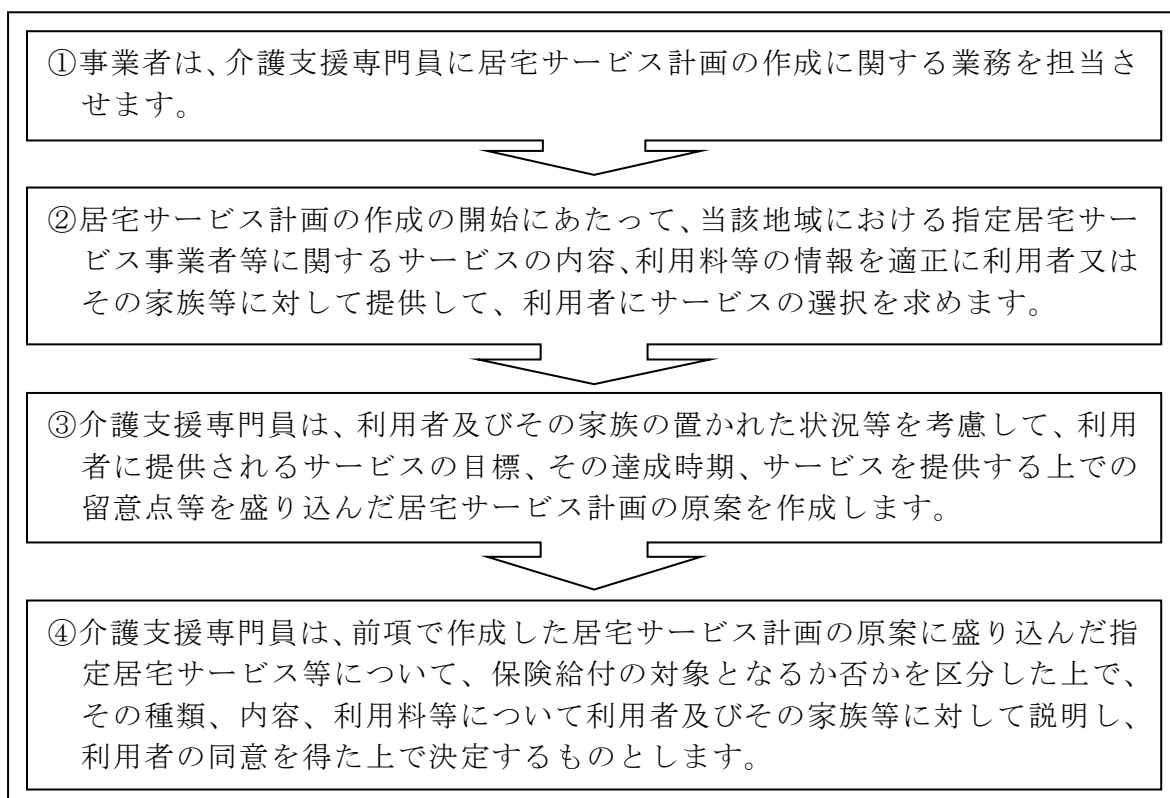 ①事業者は、介護支援専門員に居宅サービス計画の作成に関する業務を担当さ
せます。
②居宅サービス計画の作成の開始にあたって、当該地域における指定居宅サー
ビス事業者等に関するサービスの内容、利用料等の情報を適正に利用者又は
その家族等に対して提供して、利用者にサービスの選択を求めます。
③介護支援専門員は、利用者及びその家族の置かれた状況等を考慮して、利用
者に提供されるサービスの目標、その達成時期、サービスを提供する上での
留意点等を盛り込んだ居宅サービス計画の原案を作成します。
④介護支援専門員は、前項で作成した居宅サービス計画の原案に盛り込んだ指
定居宅サービス等について、保険給付の対象となるか否かを区分した上で、
その種類、内容、利用料等について利用者及びその家族等に対して説明し、
利用者の同意を得た上で決定するものとします。